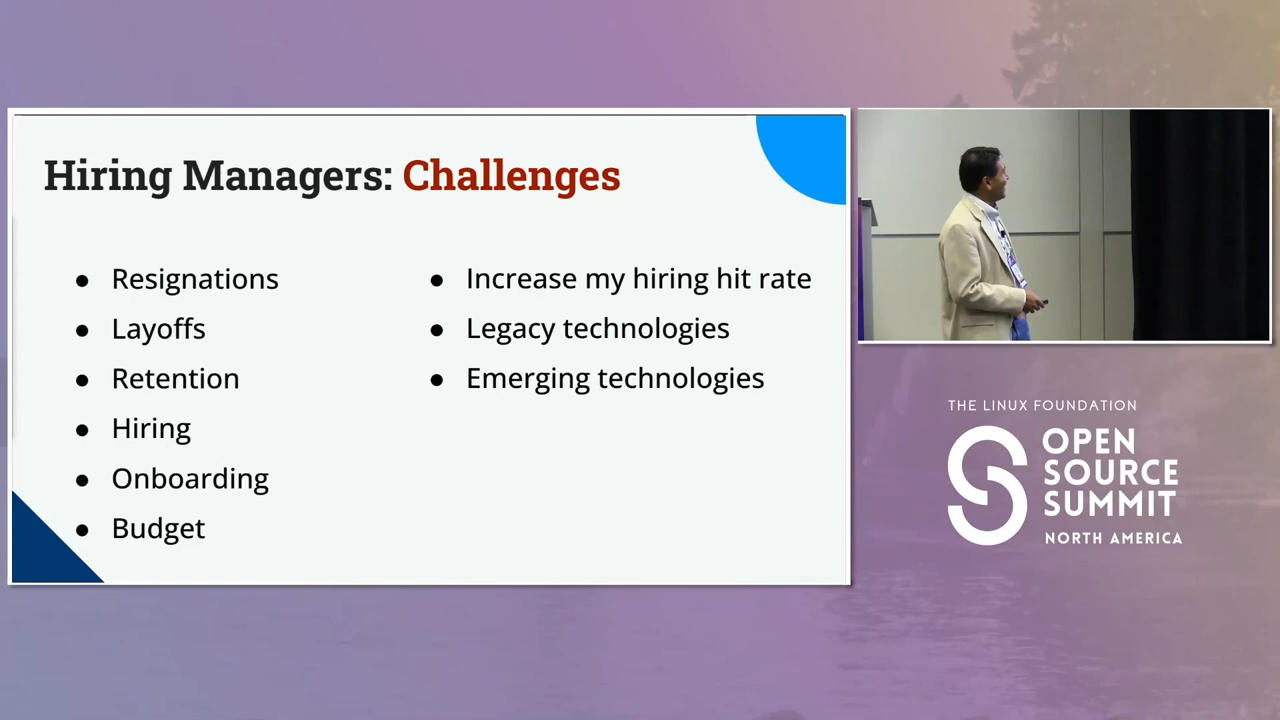 Hiring Managers: Challenges
● Resignations
● Layoffs
● Retention
● Hiring
● Onboarding
● Budget
● Increase my hiring hit rate
● Legacy technologies
● Emerging technologies
THE LINUX FOUNDATION
OPEN
SOURCE
SUMMIT
NORTH AMERICA